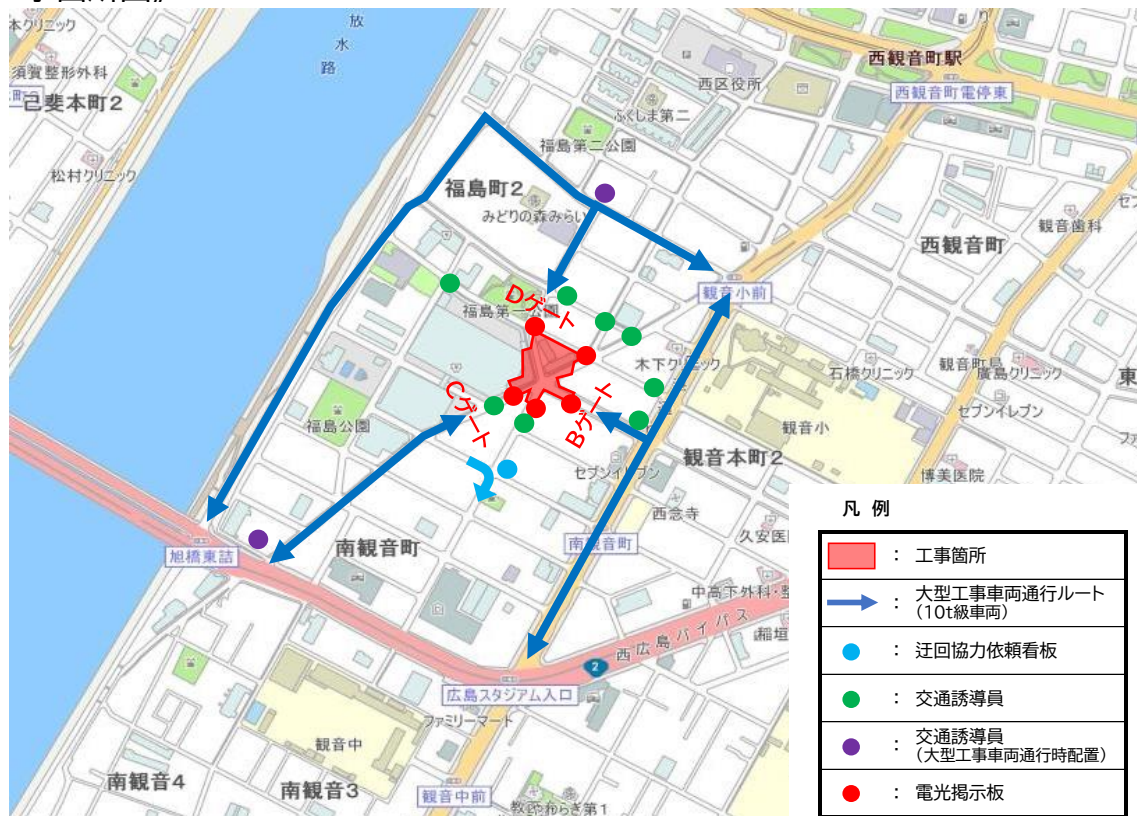 放
水
路
本クリニック
須賀整形外科
己斐本町2
松村クリニック
西観音町駅
西区役所
西観音町電停東
ふくしま第二
福島第二公園
福島町2
みどりの森みらい
観音歯科
西観音町
観音小前
Dゲート
福島第一公園
木下クリニック
石橋クリニック
観音町局
廣島クリニック
東
セブンイレブン
Cゲート
Bゲート
福島公園
観音小
観音本町2
セブンイレブン
博美医院
西念寺
久安医
旭橋東詰
南観音町
南観音町
中高下外科・整
稲垣
西広島バイパス
2
広島スタジアム入口
ファミリーマート
観音中
南観音4
南観音3
観音中前
凡 例
: 工事箇所
: 大型工事車両通行ルート
(10t級車両)
: 迂回協力依頼看板
: 交通誘導員
: 交通誘導員
(大型工事車両通行時配置)
: 電光掲示板